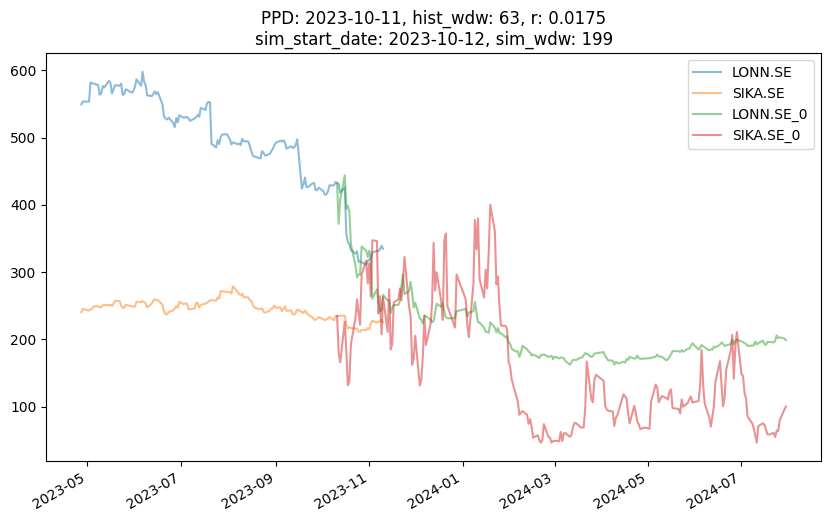 PPD: 2023-10-11, hist_wdw: 63, r: 0.0175
sim_start_date: 2023-10-12, sim_wdw: 199
LONN.SE
SIKA.SE
LONN.SE_0
SIKA.SE_0
600
500
400
300
200
100
2023-05
2023-07
2023-09
2023-11
2024-01
2024-03
2024-05
2024-07